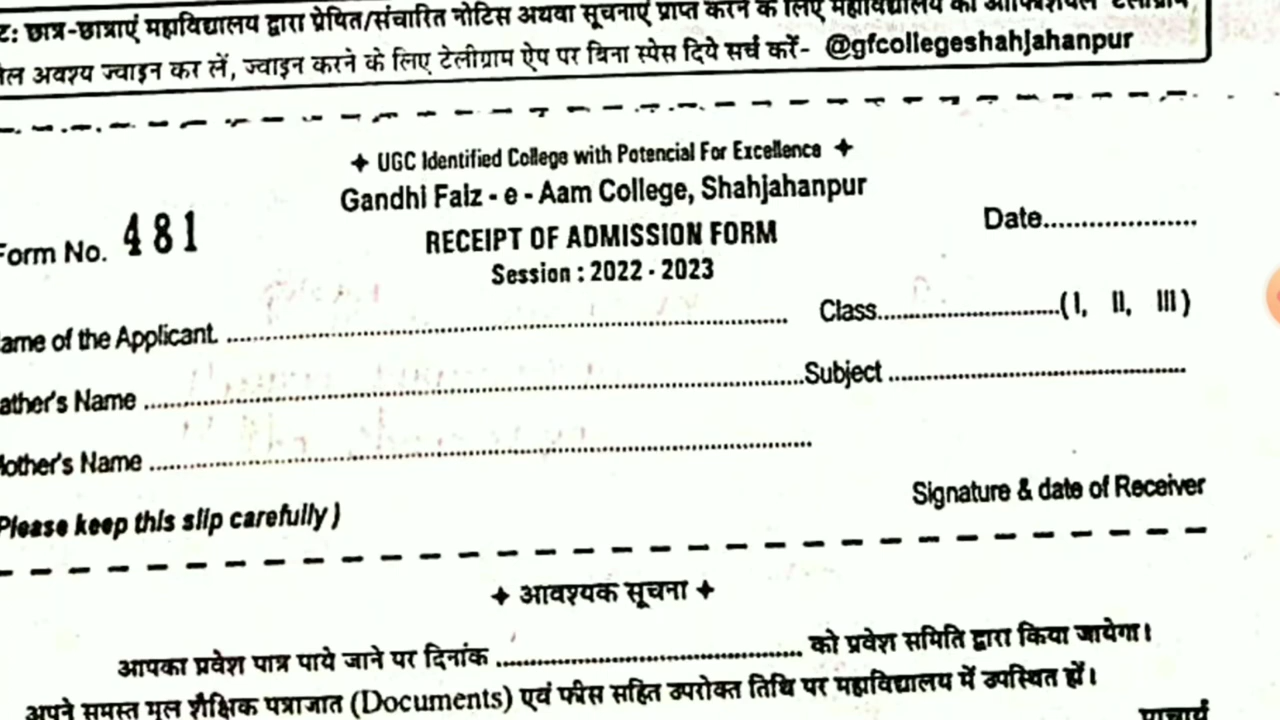 ट: छात्र-छात्राएं महाविद्यालय द्वारा प्रेषित/संचारित नोटिस अथवा सूचनाएं प्राप्त करने के लिए महाविद्यालय का
अवश्य ज्वाइन कर लें, ज्वाइन करने के लिए टेलीग्राम ऐप पर बिना स्पेस दिये सर्च करें- @gfcollegeshahjahanpur
✦ UGC Identified College with Potencial For Excellence ✦
Gandhi Faiz - e - Aam College, Shahjahanpur
Form No. 481
RECEIPT OF ADMISSION FORM
Date....................
Session : 2022 - 2023
ame of the Applicant. .................... Class....................( I, II, III )
ather's Name ....................Subject ....................
lother's Name ....................
Please keep this slip carefully )
Signature & date of Receiver
✦ आवश्यक सूचना ✦
आपका प्रवेश पात्र पाये जाने पर दिनांक .................... को प्रवेश समिति द्वारा किया जायेगा।
अपने समस्त मूल शैक्षिक पत्राजात (Documents) एवं फीस सहित उपरोक्त तिथि पर महाविद्यालय में उपस्थित हों।
प्राचार्य